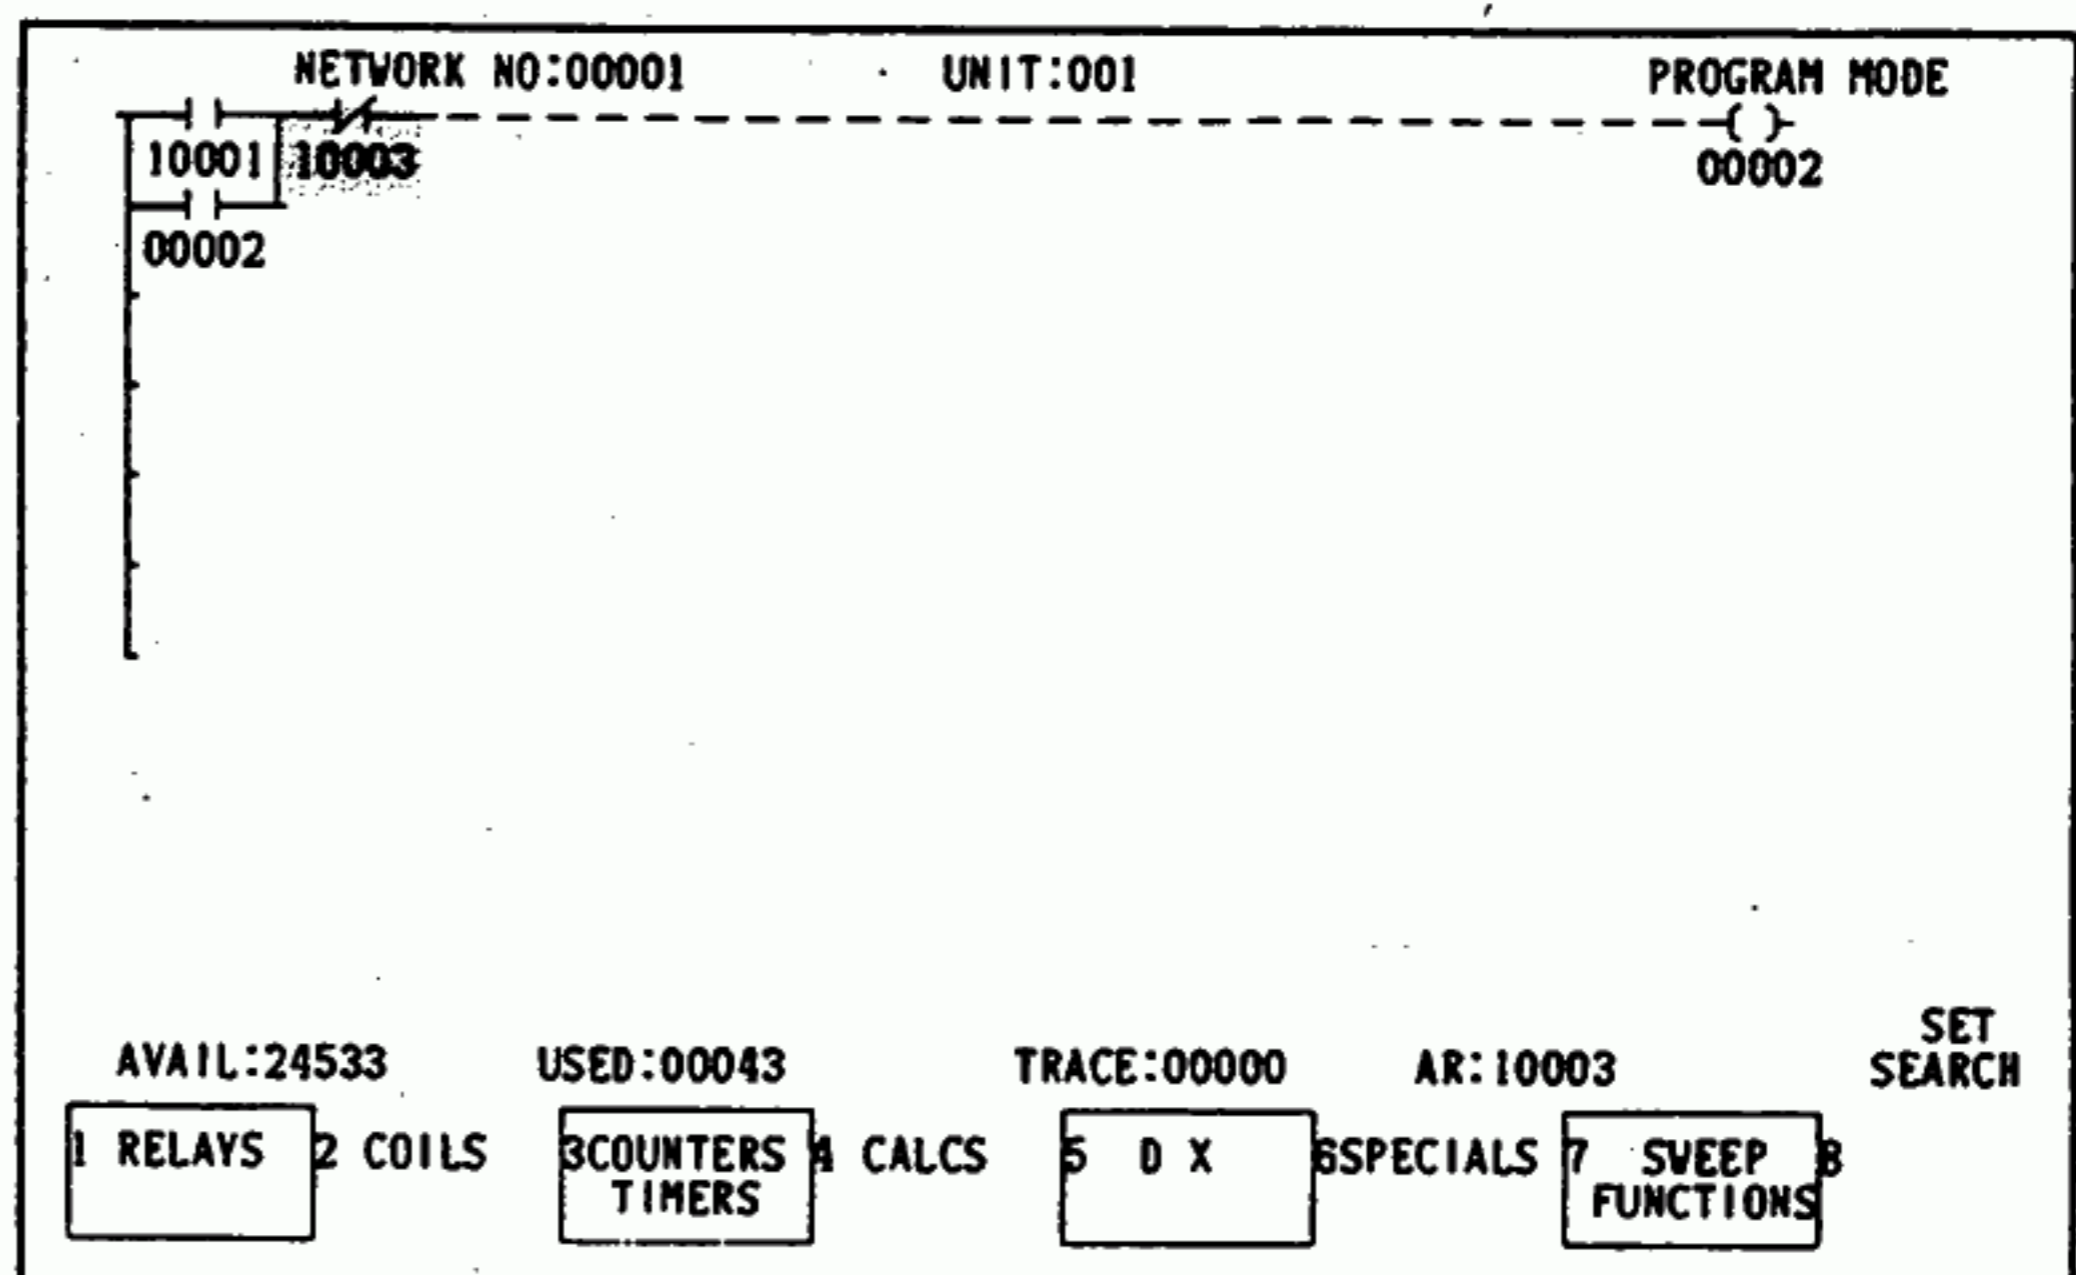 NETWORK NO:00001 UNIT:001 PROGRAM MODE
10001 10003 00002
00002
SET
AVAIL:24533 USED:00043 TRACE:00000 AR:10003 SEARCH
1 RELAYS 2 COILS 3COUNTERS 4 CALCS 5 D X 6SPECIALS 7 SWEEP 8
TIMERS FUNCTIONS